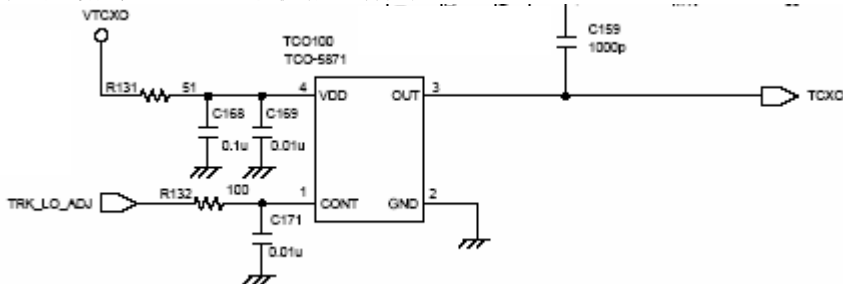 VTCXO
TCO100
TCO-5871
C159
1000p
R131
51
4
VDD
OUT
3
TCXO
C168
0.1u
C169
0.01u
TRK_LO_ADJ
R132
100
1
CONT
GND
2
C171
0.01u